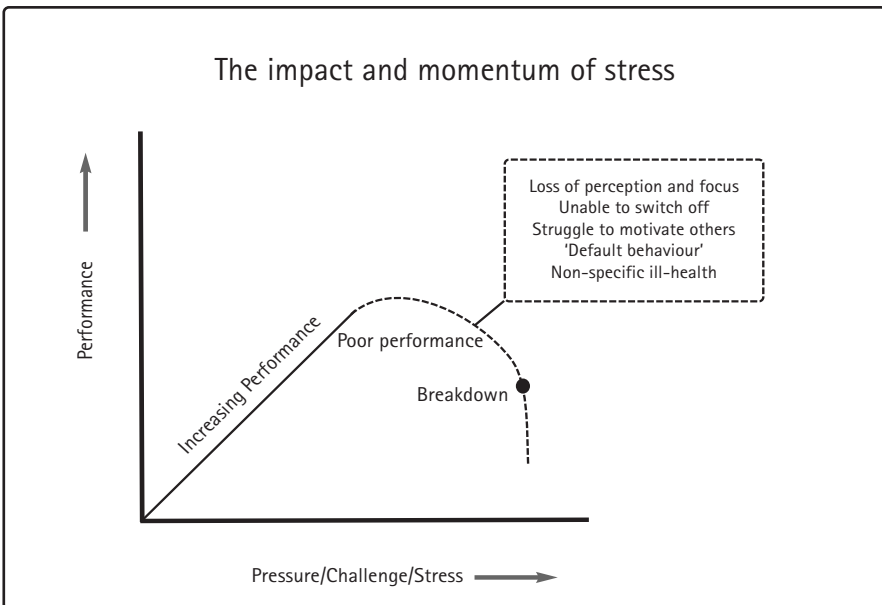 The impact and momentum of stress
Loss of perception and focus
Unable to switch off
Struggle to motivate others
'Default behaviour'
Non-specific ill-health
Performance
Increasing Performance
Poor performance
Breakdown
Pressure/Challenge/Stress